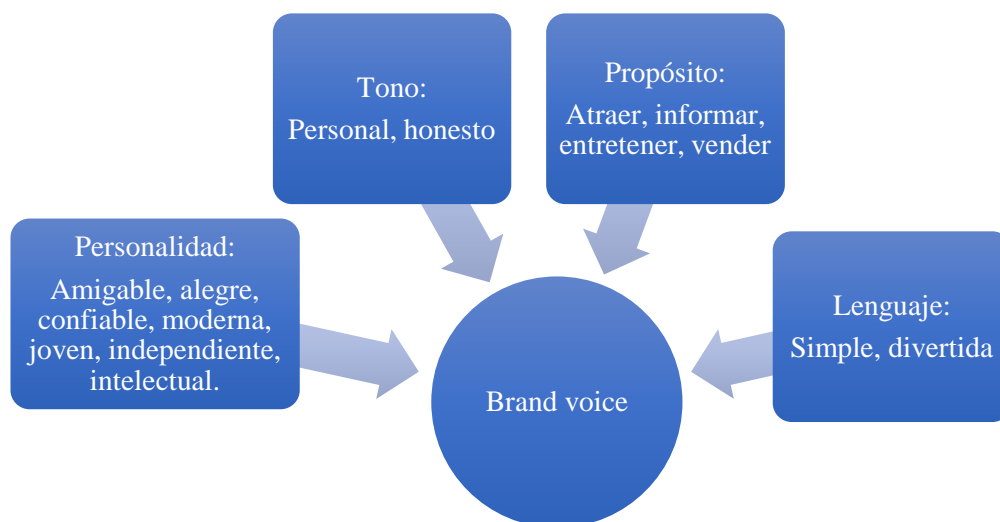 Tono:
Personal, honesto
Propósito:
Atraer, informar,
entretener, vender
Personalidad:
Amigable, alegre,
confiable, moderna,
joven, independiente,
intelectual.
Lenguaje:
Simple, divertida
Brand voice